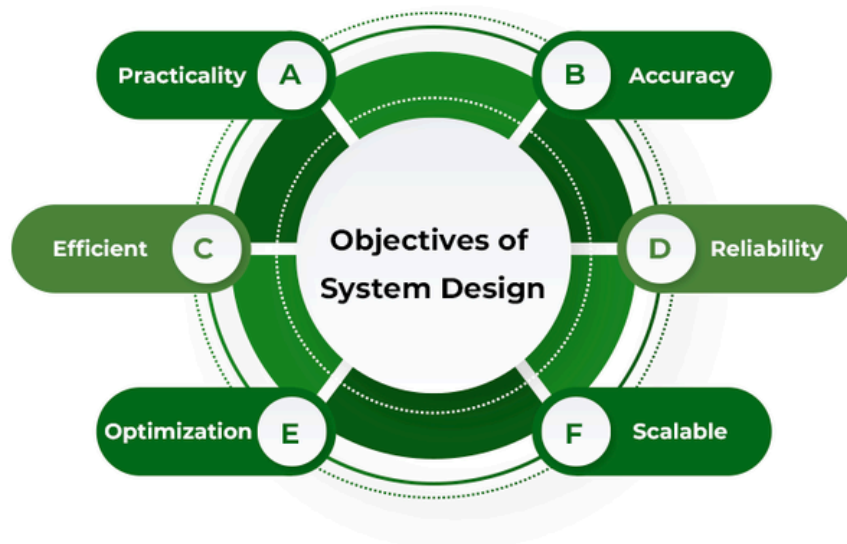 Practicality A
B Accuracy
Efficient C
Objectives of
System Design
D Reliability
Optimization E
F Scalable